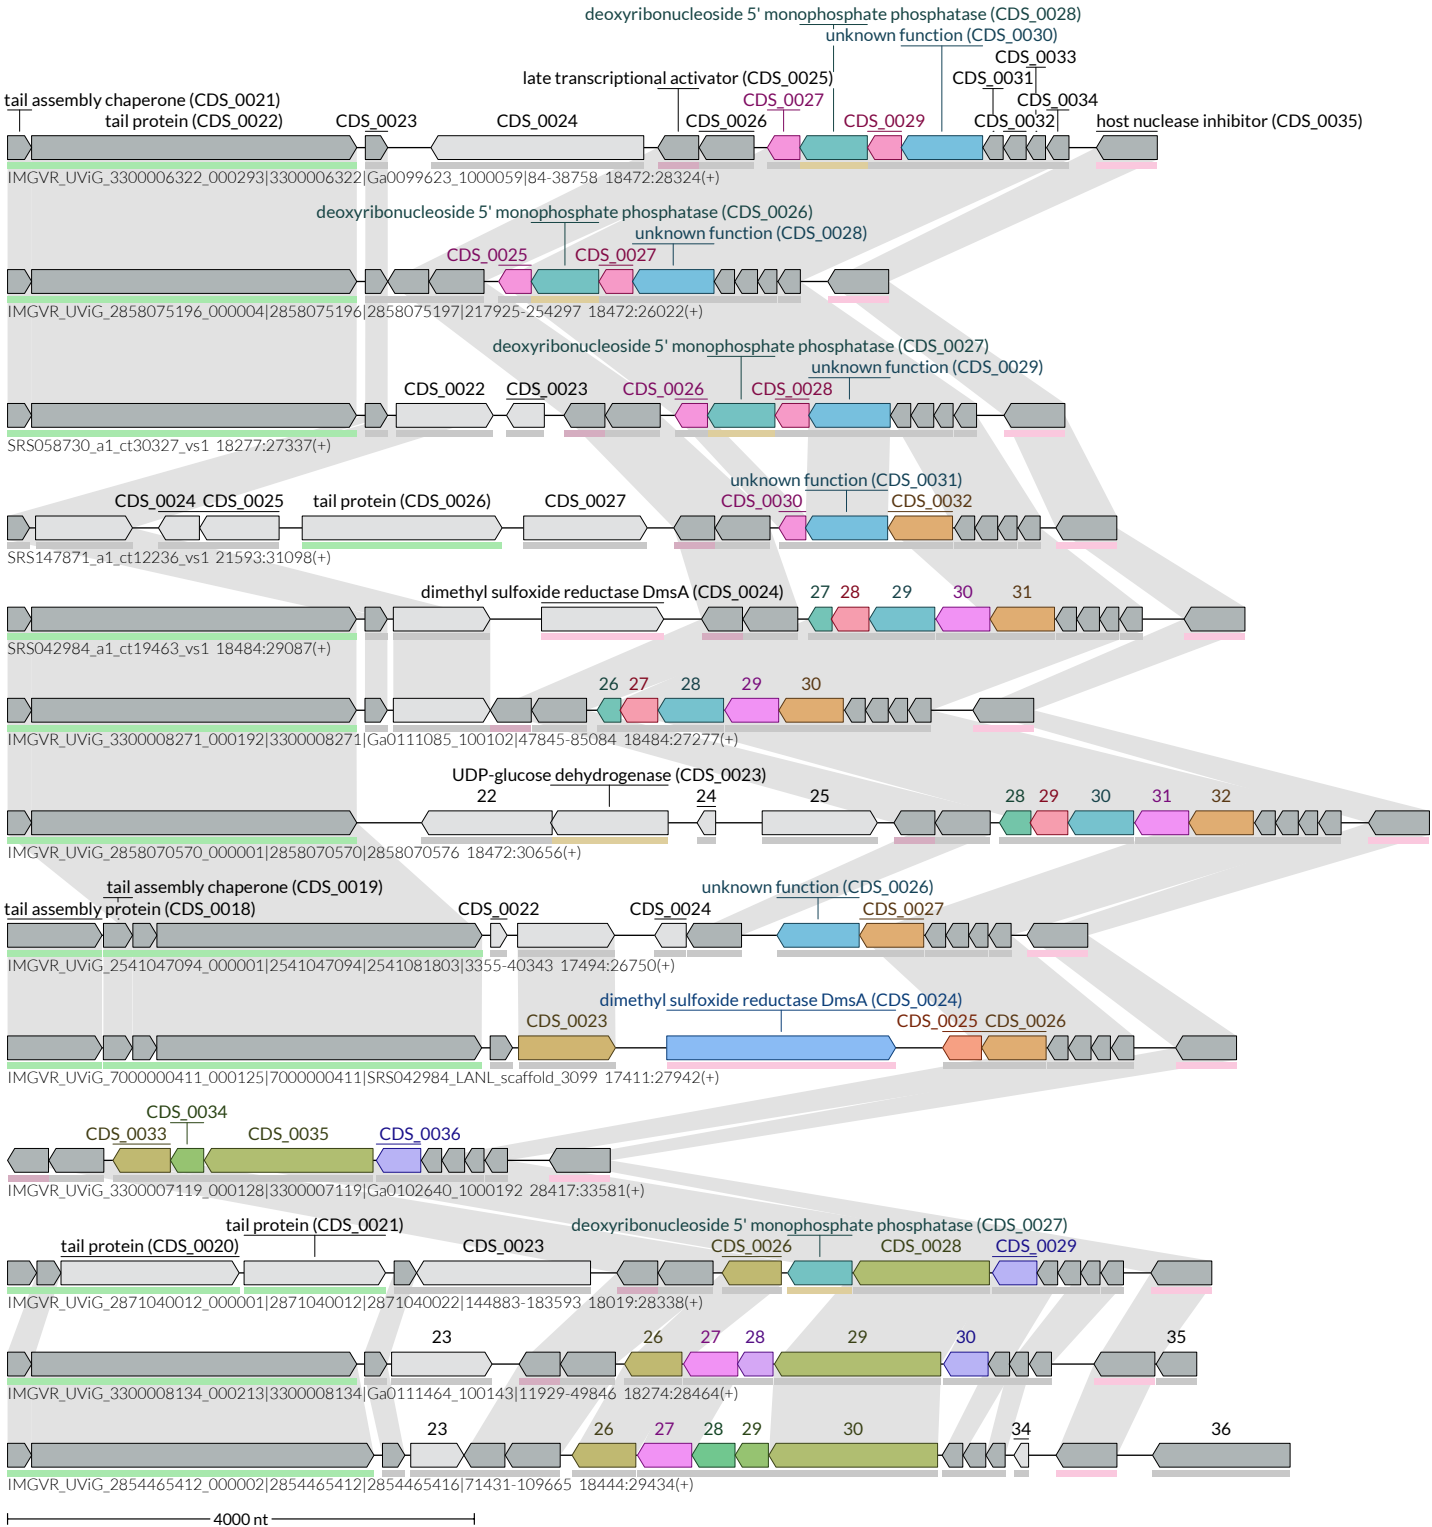 deoxyribonucleoside 5' monophosphate phosphatase (CDS_0028)
unknown function (CDS_0030)
CDS_0033
late transcriptional activator (CDS_0025) CDS_0031
tail assembly chaperone (CDS_0021) CDS_0027 CDS_0034
tail protein (CDS_0022) CDS_0023 CDS_0024 CDS_0026 CDS_0029 CDS_0032 host nuclease inhibitor (CDS_0035)
IMGVR_UViG_3300006322_000293|3300006322|Ga0099623_1000059|84-38758 18472:28324(+)
deoxyribonucleoside 5' monophosphate phosphatase (CDS_0026)
unknown function (CDS_0028)
CDS_0025 CDS_0027
IMGVR_UViG_2858075196_000004|2858075196|2858075197|217925-254297 18472:26022(+)
deoxyribonucleoside 5' monophosphate phosphatase (CDS_0027)
unknown function (CDS_0029)
CDS_0022 CDS_0023 CDS_0026 CDS_0028
SRS058730_a1_ct30327_vs1 18277:27337(+)
unknown function (CDS_0031)
CDS_0024 CDS_0025 tail protein (CDS_0026) CDS_0027 CDS_0030 CDS_0032
SRS147871_a1_ct12236_vs1 21593:31098(+)
dimethyl sulfoxide reductase DmsA (CDS_0024) 27 28 29 30 31
SRS042984_a1_ct19463_vs1 18484:29087(+)
26 27 28 29 30
IMGVR_UViG_3300008271_000192|3300008271|Ga0111085_100102|47845-85084 18484:27277(+)
UDP-glucose dehydrogenase (CDS_0023)
22 24 25 28 29 30 31 32
IMGVR_UViG_2858070570_000001|2858070570|2858070576 18472:30656(+)
tail assembly chaperone (CDS_0019) unknown function (CDS_0026)
tail assembly protein (CDS_0018) CDS_0022 CDS_0024 CDS_0027
IMGVR_UViG_2541047094_000001|2541047094|2541081803|3355-40343 17494:26750(+)
dimethyl sulfoxide reductase DmsA (CDS_0024)
CDS_0023 CDS_0025 CDS_0026
IMGVR_UViG_7000000411_000125|7000000411|SRS042984_LANL_scaffold_3099 17411:27942(+)
CDS_0034
CDS_0033 CDS_0035 CDS_0036
IMGVR_UViG_3300007119_000128|3300007119|Ga0102640_1000192 28417:33581(+)
tail protein (CDS_0021) deoxyribonucleoside 5' monophosphate phosphatase (CDS_0027)
tail protein (CDS_0020) CDS_0023 CDS_0026 CDS_0028 CDS_0029
IMGVR_UViG_2871040012_000001|2871040012|2871040022|144883-183593 18019:28338(+)
23 26 27 28 29 30 35
IMGVR_UViG_3300008134_000213|3300008134|Ga0111464_100143|11929-49846 18274:28464(+)
23 26 27 28 29 30 34 36
IMGVR_UViG_2854465412_000002|2854465412|2854465416|71431-109665 18444:29434(+)
4000 nt